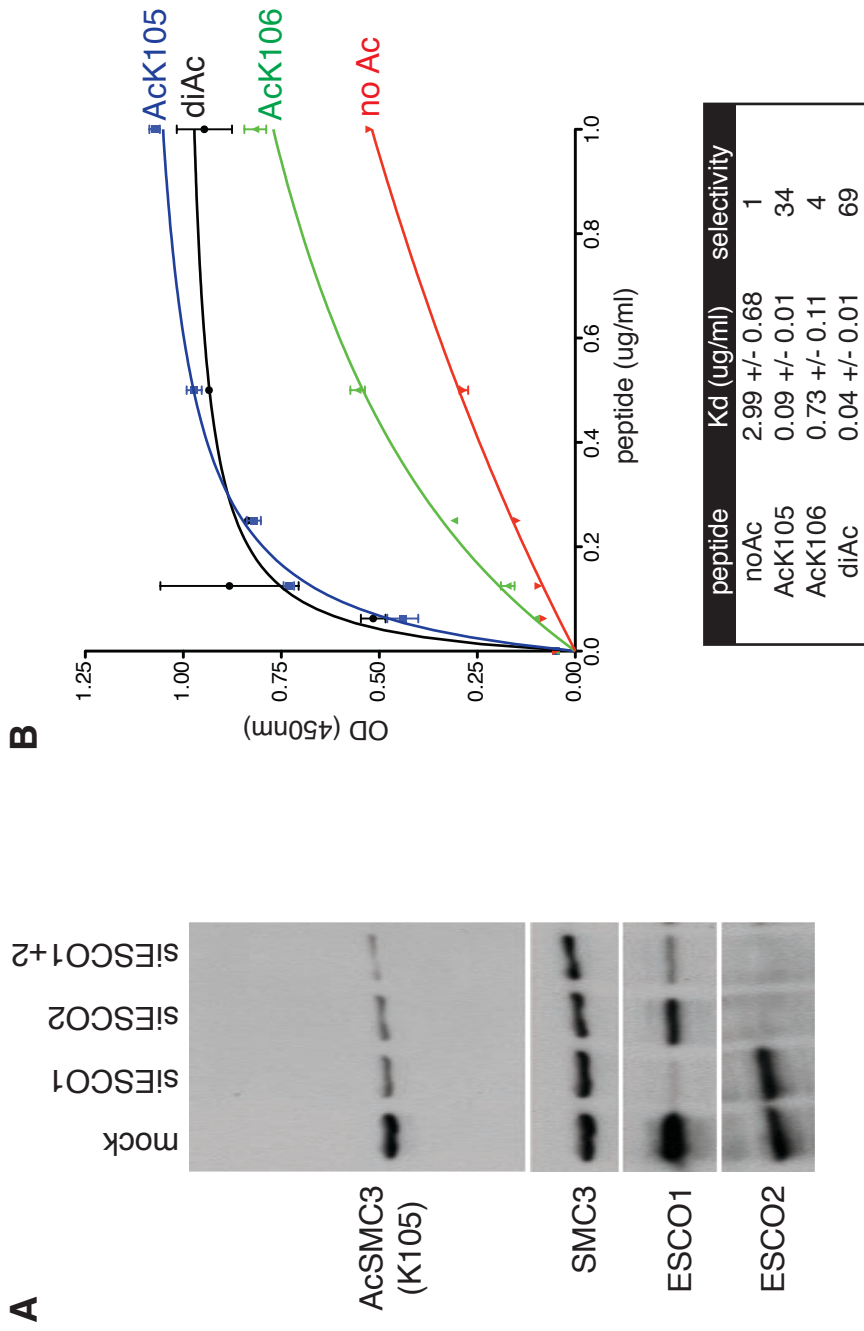 A
mock
siESCO1
siESCO2
siESCO1+2
AcSMC3
(K105)
SMC3
ESCO1
ESCO2
B
OD (450nm)
1.25
1.00
0.75
0.50
0.25
0.00
0.0
0.2
0.4
0.6
0.8
1.0
peptide (ug/ml)
AcK105
diAc
AcK106
no Ac
peptide Kd (ug/ml) selectivity
noAc 2.99 +/- 0.68 1
AcK105 0.09 +/- 0.01 34
AcK106 0.73 +/- 0.11 4
diAc 0.04 +/- 0.01 69